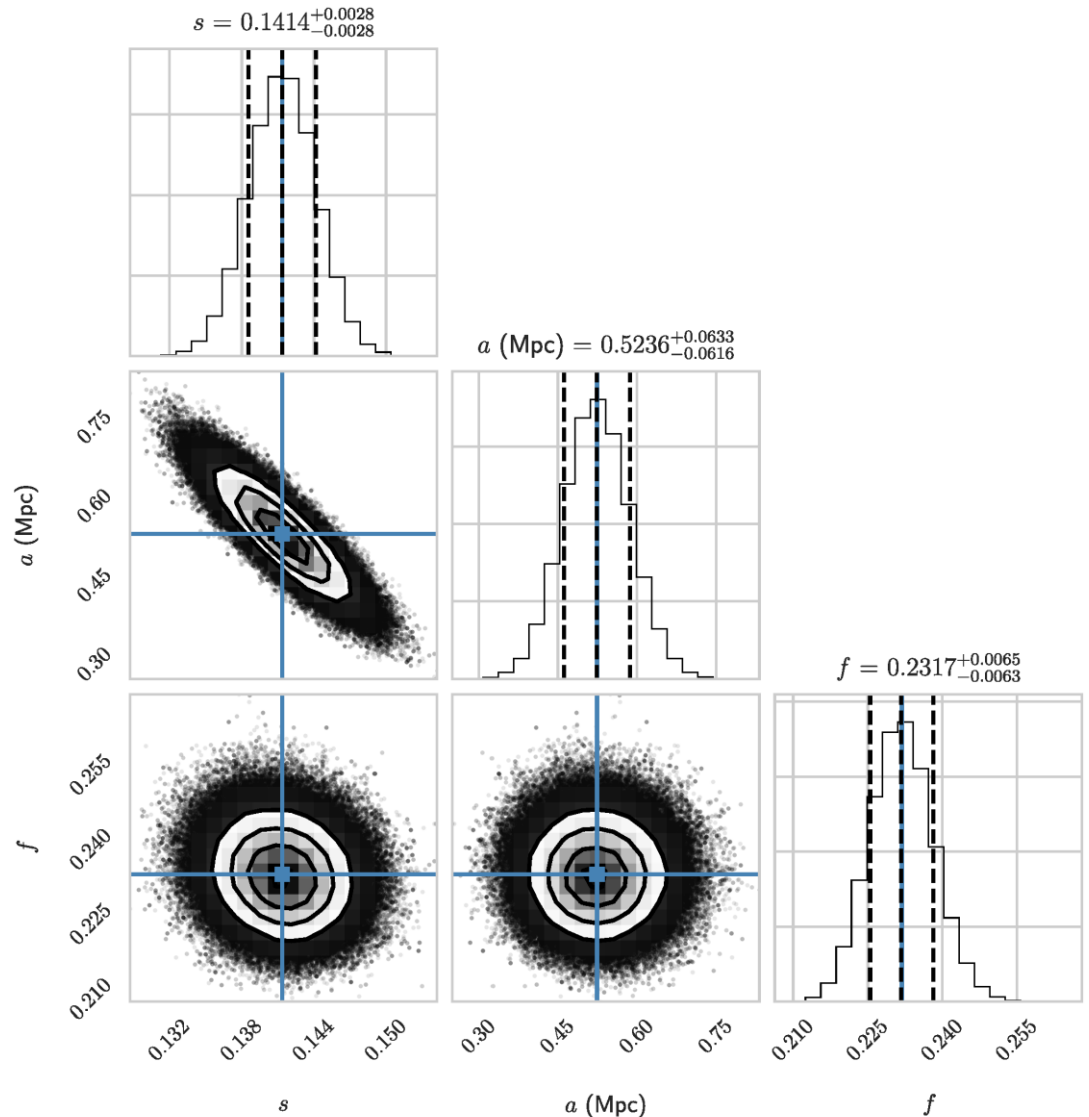 s = 0.1414^{+0.0028}_{-0.0028}
a (Mpc) = 0.5236^{+0.0633}_{-0.0616}
a (Mpc)
0.75
0.60
0.45
0.30
f = 0.2317^{+0.0065}_{-0.0063}
f
0.255
0.240
0.225
0.210
0.132 0.138 0.144 0.150
0.30 0.45 0.60 0.75
0.210 0.225 0.240 0.255
s
a (Mpc)
f